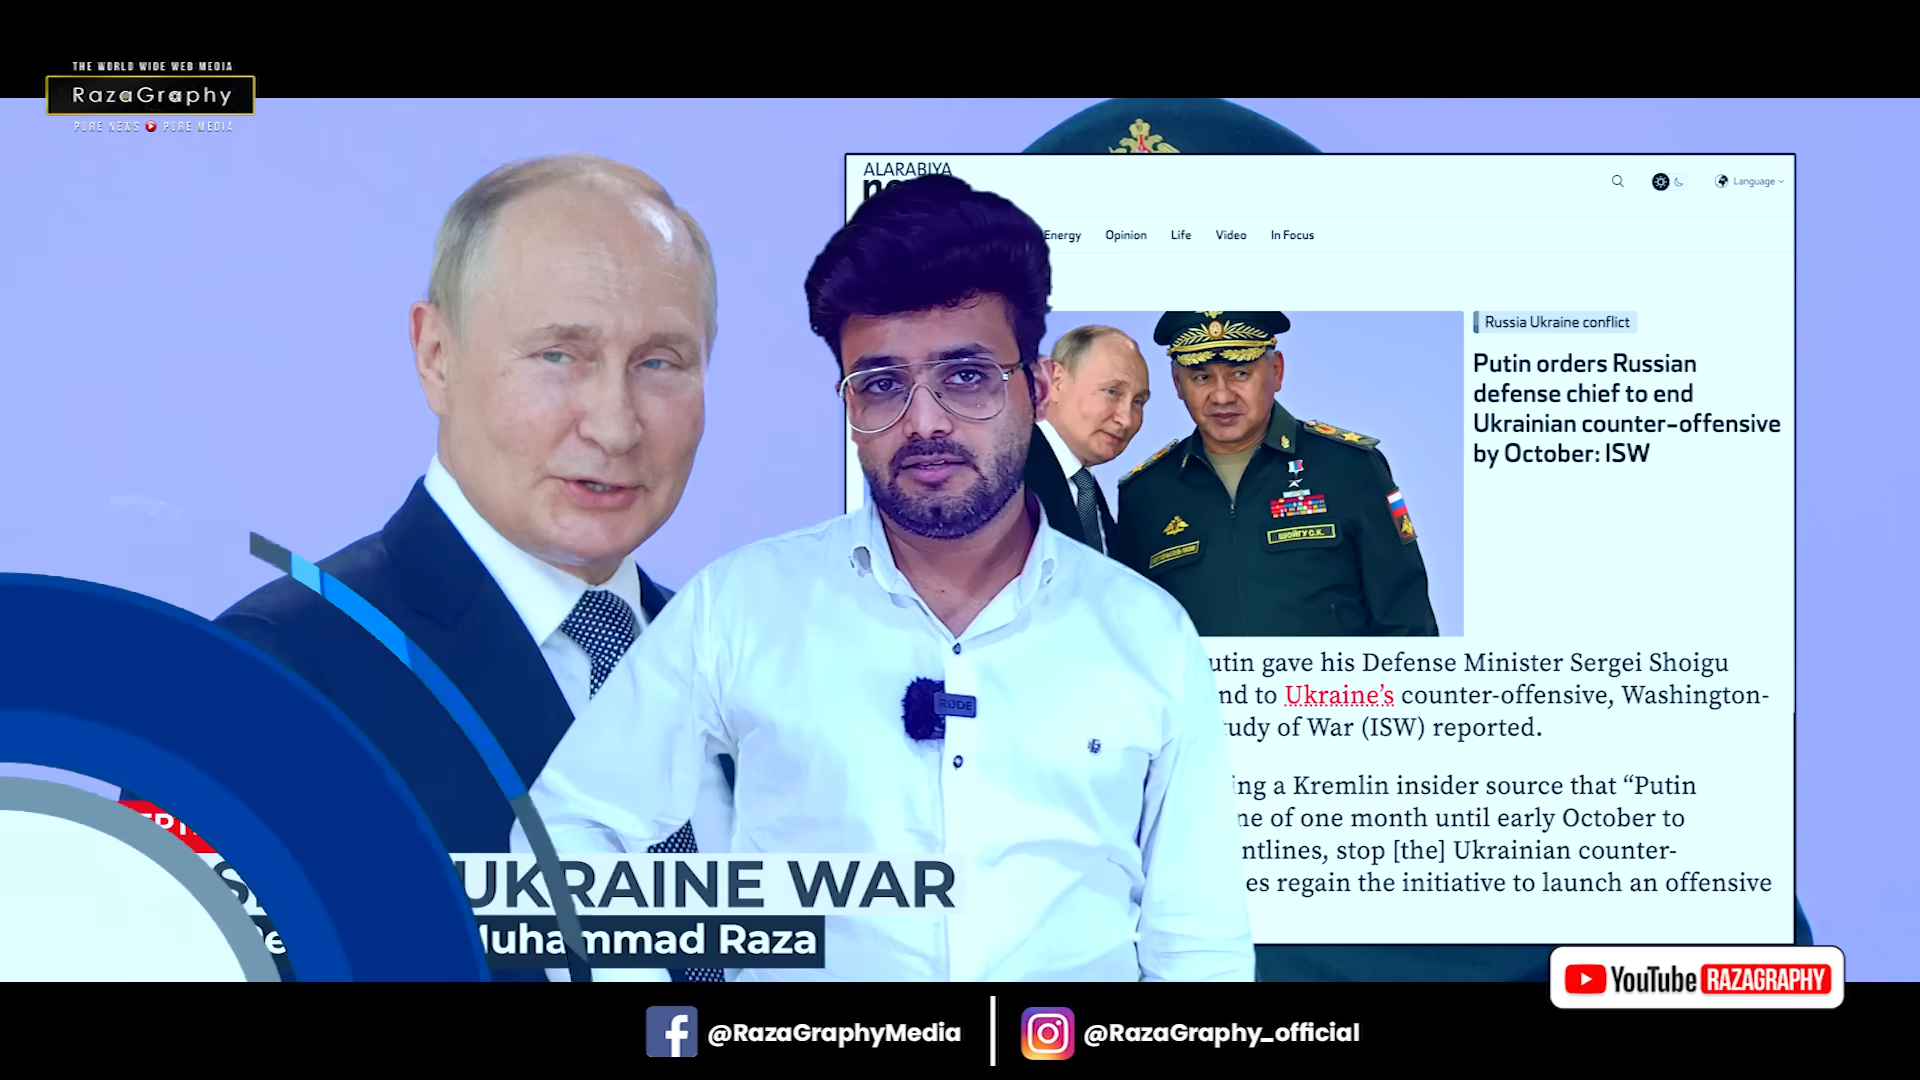 THE WORLD WIDE WEB MEDIA
RazaGraphy
PURE NEWS PURE MEDIA
ALARABIYA
Language
Energy Opinion Life Video In Focus
Russia Ukraine conflict
Putin orders Russian
defense chief to end
Ukrainian counter-offensive
by October: ISW
ШОЙГУ С.К.
utin gave his Defense Minister Sergei Shoigu
nd to Ukraine's counter-offensive, Washington-
tudy of War (ISW) reported.
ing a Kremlin insider source that “Putin
ne of one month until early October to
ntlines, stop [the] Ukrainian counter-
es regain the initiative to launch an offensive
RØDE
UKRAINE WAR
Muhammad Raza
YouTube RAZAGRAPHY
@RazaGraphyMedia
@RazaGraphy_official